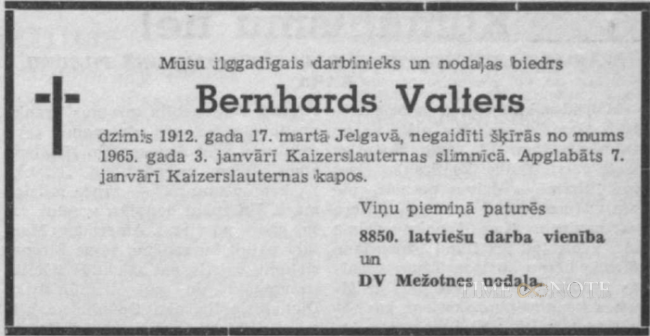 Mūsu ilggadīgais darbinieks un nodaļas biedrs
Bernhards Valters
dzimis 1912. gada 17. martā Jelgavā, negaidīti šķīrās no mums
1965. gada 3. janvārī Kaizerslauternas slimnīcā. Apglabāts 7.
janvārī Kaizerslauternas kapos.
Viņu piemiņā paturēs
8850. latviešu darba vienība
un
DV Mežotnes nodaļa.
TIMENOTE